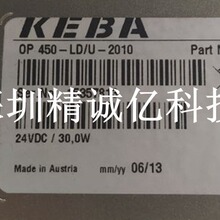 KEBA
OP 450-LD/U-2010
Part N
深圳精诚亿科技
24VDC / 30,0W
Made in Austria
mm/yy 06/13